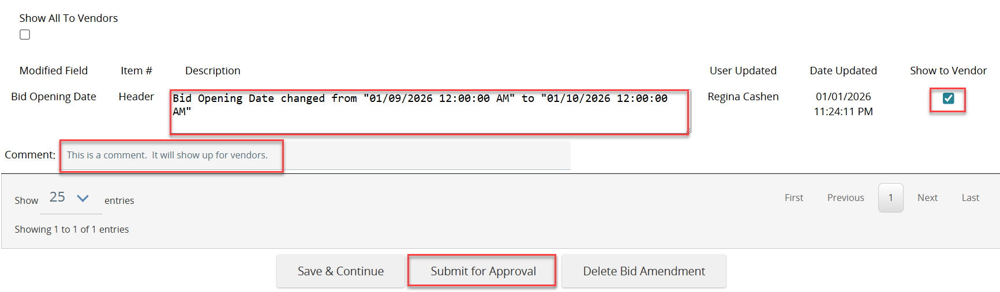 Show All To Vendors
Modified Field Item # Description User Updated Date Updated Show to Vendor
Bid Opening Date Header Bid Opening Date changed from "01/09/2026 12:00:00 AM" to "01/10/2026 12:00:00 Regina Cashen 01/01/2026
AM" 11:24:11 PM
Comment: This is a comment.  It will show up for vendors.
Show 25 entries First Previous 1 Next Last
Showing 1 to 1 of 1 entries
Save & Continue Submit for Approval Delete Bid Amendment